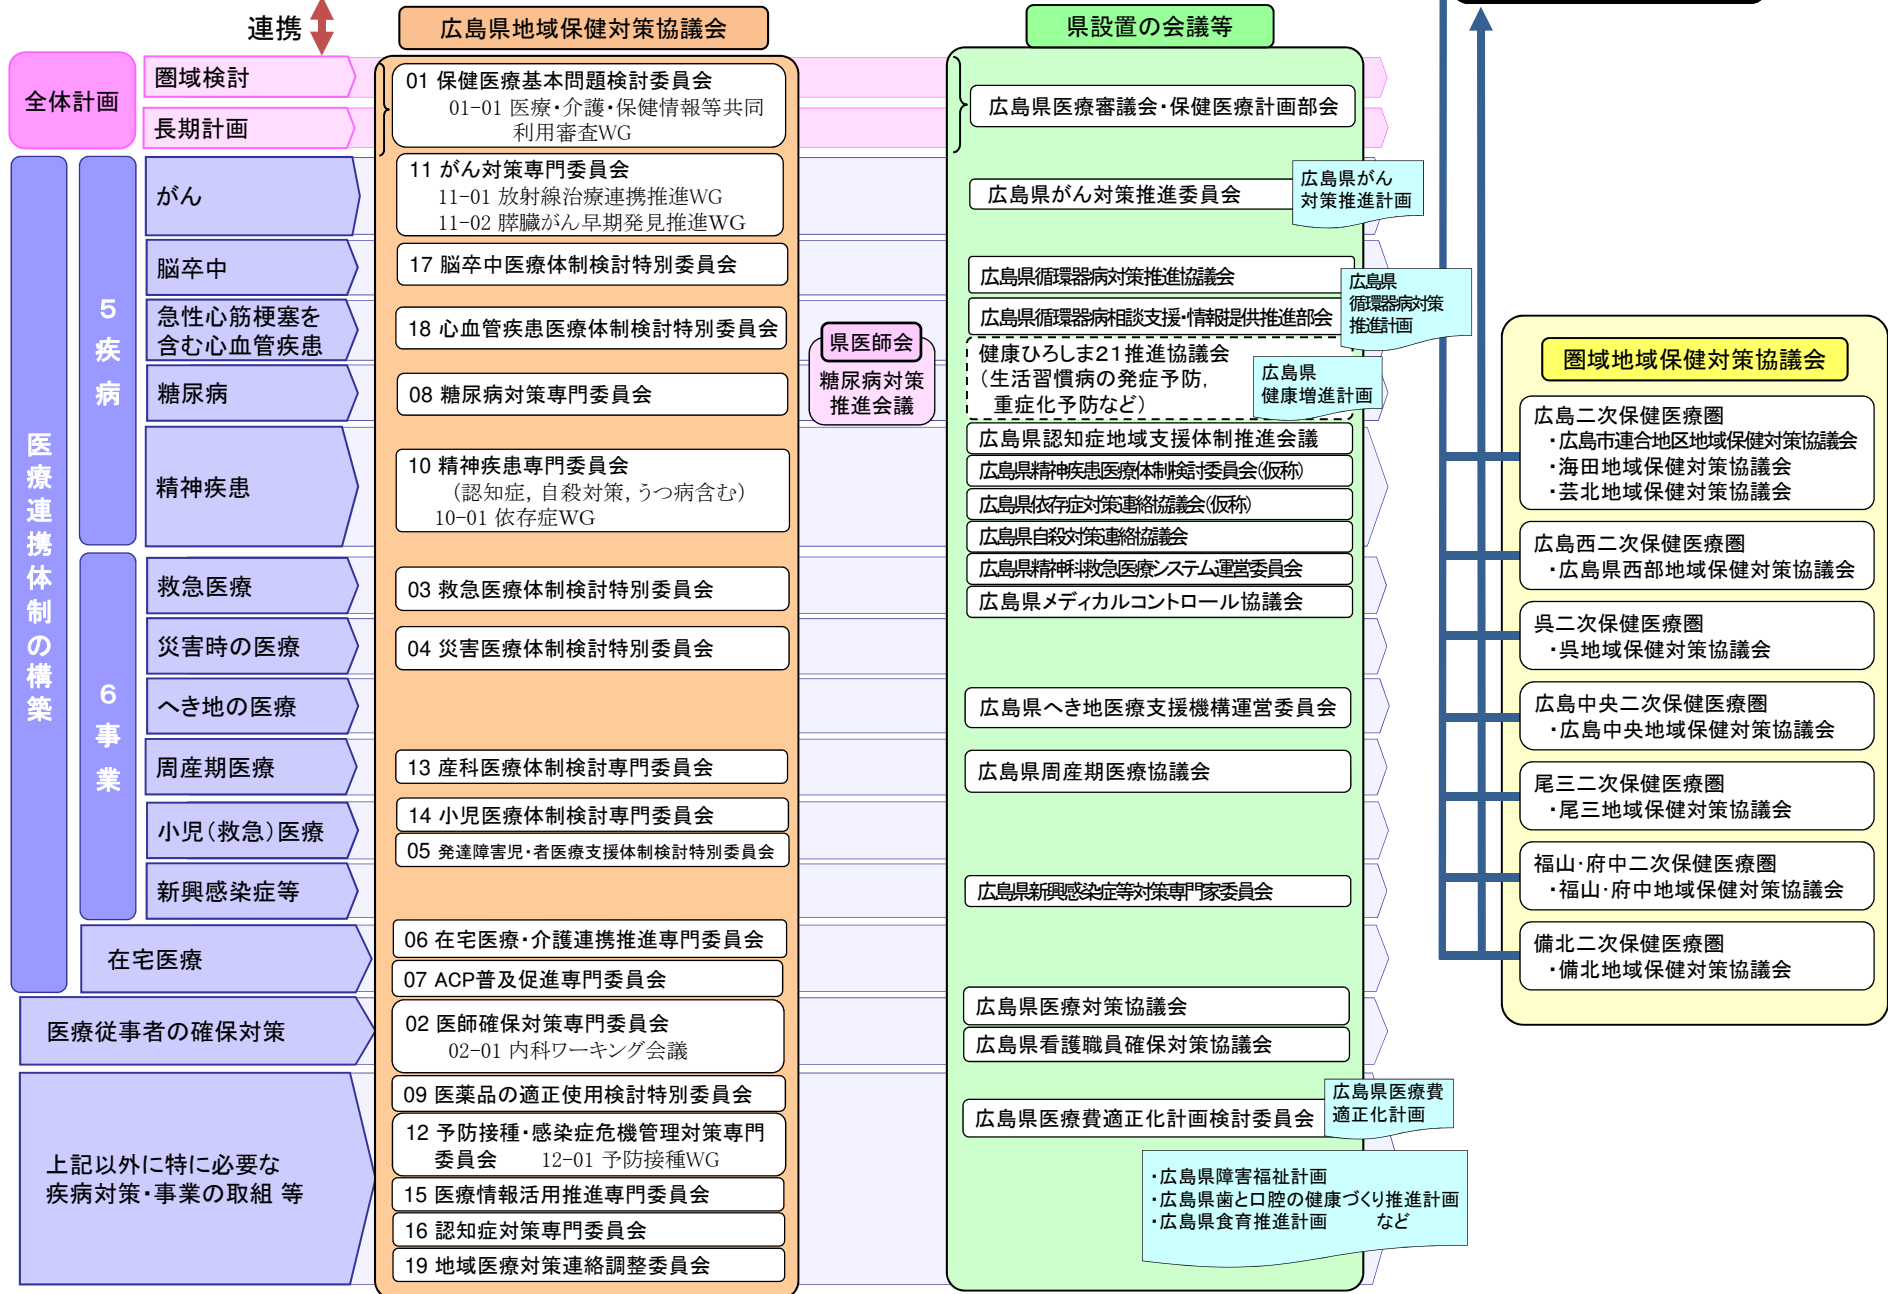 連携
広島県地域保健対策協議会
県設置の会議等
全体計画
圏域検討
長期計画
01 保健医療基本問題検討委員会
01-01 医療・介護・保健情報等共同
利用審査WG
広島県医療審議会・保健医療計画部会
医療連携体制の構築
5疾病
がん
11 がん対策専門委員会
11-01 放射線治療連携推進WG
11-02 膵臓がん早期発見推進WG
広島県がん対策推進委員会
広島県がん
対策推進計画
脳卒中
17 脳卒中医療体制検討特別委員会
広島県循環器病対策推進協議会
広島県
循環器病対策
推進計画
急性心筋梗塞を
含む心血管疾患
18 心血管疾患医療体制検討特別委員会
広島県循環器病相談支援・情報提供推進部会
県医師会
糖尿病対策
推進会議
健康ひろしま21推進協議会
（生活習慣病の発症予防，
重症化予防など）
広島県
健康増進計画
糖尿病
08 糖尿病対策専門委員会
精神疾患
10 精神疾患専門委員会
（認知症，自殺対策，うつ病含む）
10-01 依存症WG
広島県認知症地域支援体制推進会議
広島県精神疾患医療体制検討委員会（仮称）
広島県依存症対策連絡協議会（仮称）
広島県自殺対策連絡協議会
広島県精神科救急医療システム運営委員会
広島県メディカルコントロール協議会
6事業
救急医療
03 救急医療体制検討特別委員会
災害時の医療
04 災害医療体制検討特別委員会
へき地の医療
広島県へき地医療支援機構運営委員会
周産期医療
13 産科医療体制検討専門委員会
広島県周産期医療協議会
小児（救急）医療
14 小児医療体制検討専門委員会
05 発達障害児・者医療支援体制検討特別委員会
新興感染症等
広島県新興感染症等対策専門家委員会
在宅医療
06 在宅医療・介護連携推進専門委員会
07 ACP普及促進専門委員会
医療従事者の確保対策
02 医師確保対策専門委員会
02-01 内科ワーキング会議
広島県医療対策協議会
広島県看護職員確保対策協議会
上記以外に特に必要な
疾病対策・事業の取組 等
09 医薬品の適正使用検討特別委員会
12 予防接種・感染症危機管理対策専門
委員会　12-01 予防接種WG
15 医療情報活用推進専門委員会
16 認知症対策専門委員会
19 地域医療対策連絡調整委員会
広島県医療費適正化計画検討委員会
広島県医療費
適正化計画
・広島県障害福祉計画
・広島県歯と口腔の健康づくり推進計画
・広島県食育推進計画　など
圏域地域保健対策協議会
広島二次保健医療圏
・広島市連合地区地域保健対策協議会
・海田地域保健対策協議会
・芸北地域保健対策協議会
広島西二次保健医療圏
・広島県西部地域保健対策協議会
呉二次保健医療圏
・呉地域保健対策協議会
広島中央二次保健医療圏
・広島中央地域保健対策協議会
尾三二次保健医療圏
・尾三地域保健対策協議会
福山・府中二次保健医療圏
・福山・府中地域保健対策協議会
備北二次保健医療圏
・備北地域保健対策協議会